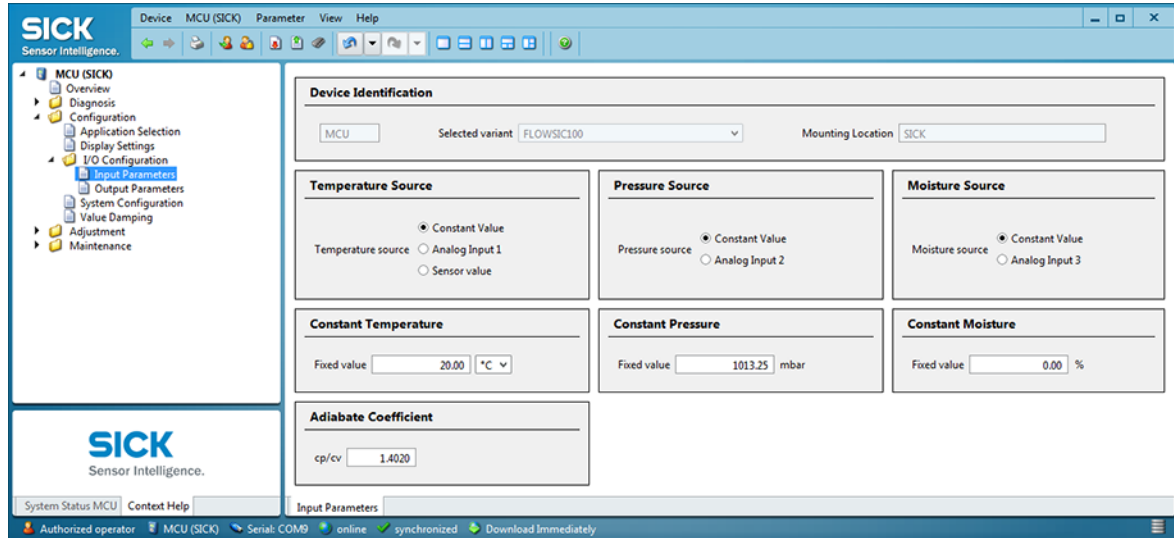 SICK
Sensor Intelligence.
Device MCU (SICK) Parameter View Help
MCU (SICK)
Overview
Diagnosis
Configuration
Application Selection
Display Settings
I/O Configuration
Input Parameters
Output Parameters
System Configuration
Value Damping
Adjustment
Maintenance
SICK
Sensor Intelligence.
System Status MCU Context Help
Device Identification
MCU Selected variant FLOWSIC100 Mounting Location SICK
Temperature Source
Temperature source
Constant Value
Analog Input 1
Sensor value
Pressure Source
Pressure source
Constant Value
Analog Input 2
Moisture Source
Moisture source
Constant Value
Analog Input 3
Constant Temperature
Fixed value 20.00 °C
Constant Pressure
Fixed value 1013.25 mbar
Constant Moisture
Fixed value 0.00 %
Adiabate Coefficient
cp/cv 1.4020
Input Parameters
Authorized operator MCU (SICK) Serial: COM9 online synchronized Download Immediately